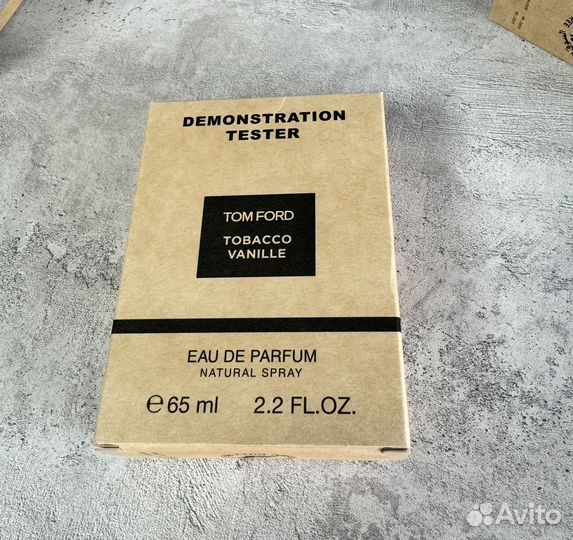 DEMONSTRATION
TESTER
TOM FORD
TOBACCO
VANILLE
EAU DE PARFUM
NATURAL SPRAY
℮65 ml 2.2 FL.OZ.
Avito